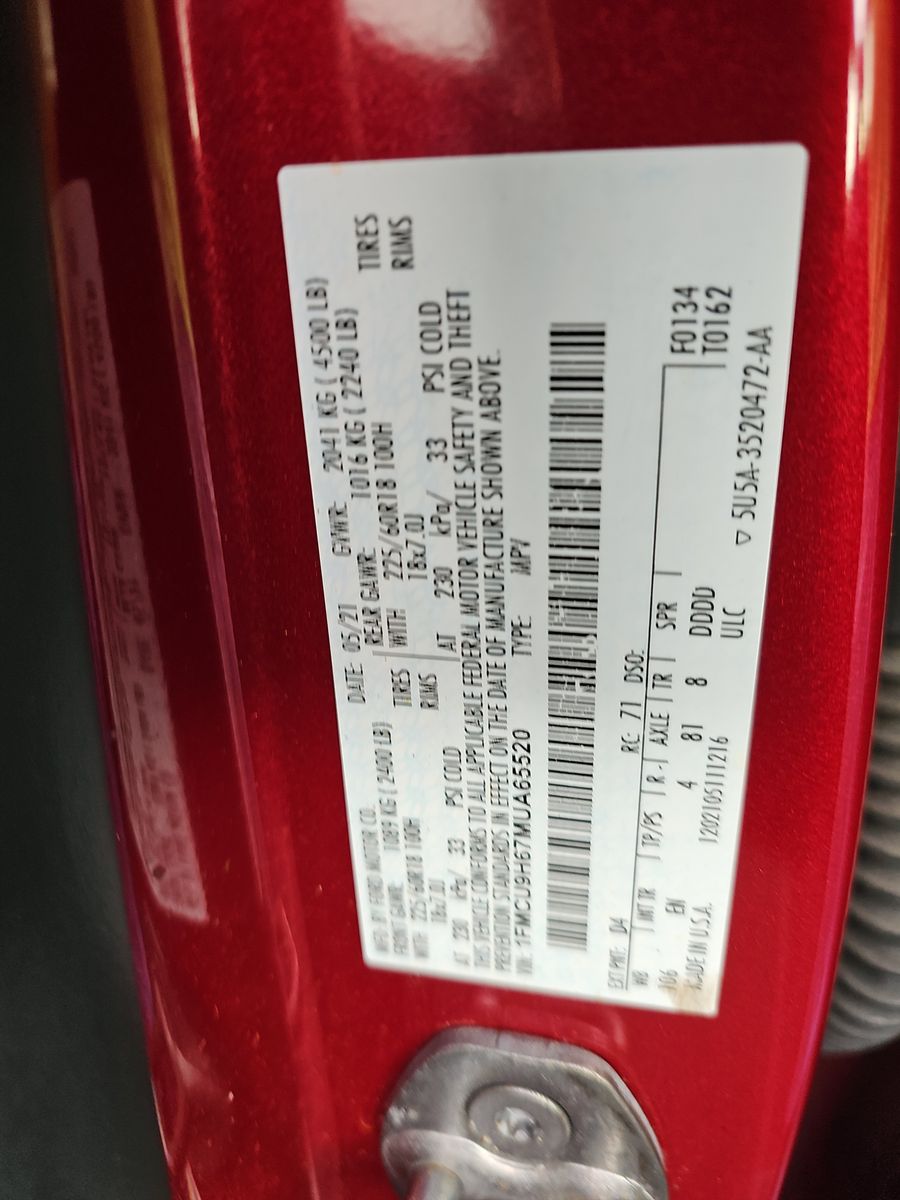 MFD. BY FORD MOTOR CO. DATE: 05/21 GVWR: 2041 KG ( 4500 LB)
FRONT GAWR: 1089 KG ( 2400 LB) REAR GAWR: 1016 KG ( 2240 LB)
WITH 225/60R18 100H TIRES WITH 225/60R18 100H TIRES
18x7.0J RIMS 18x7.0J RIMS
AT 230 kPa/ 33 PSI COLD AT 230 kPa/ 33 PSI COLD
THIS VEHICLE CONFORMS TO ALL APPLICABLE FEDERAL MOTOR VEHICLE SAFETY AND THEFT
PREVENTION STANDARDS IN EFFECT ON THE DATE OF MANUFACTURE SHOWN ABOVE.
VIN: 1FMCU9H67MUA65520 TYPE: MPV
EXT PNT: D4 RC: 71 DSO:
WB INT TR TP/PS R AXLE TR SPR F0134
106 EN 4 81 8 DDDD T0162
MADE IN U.S.A. 1202105111216 ULC
▽ 5U5A-3520472-AA